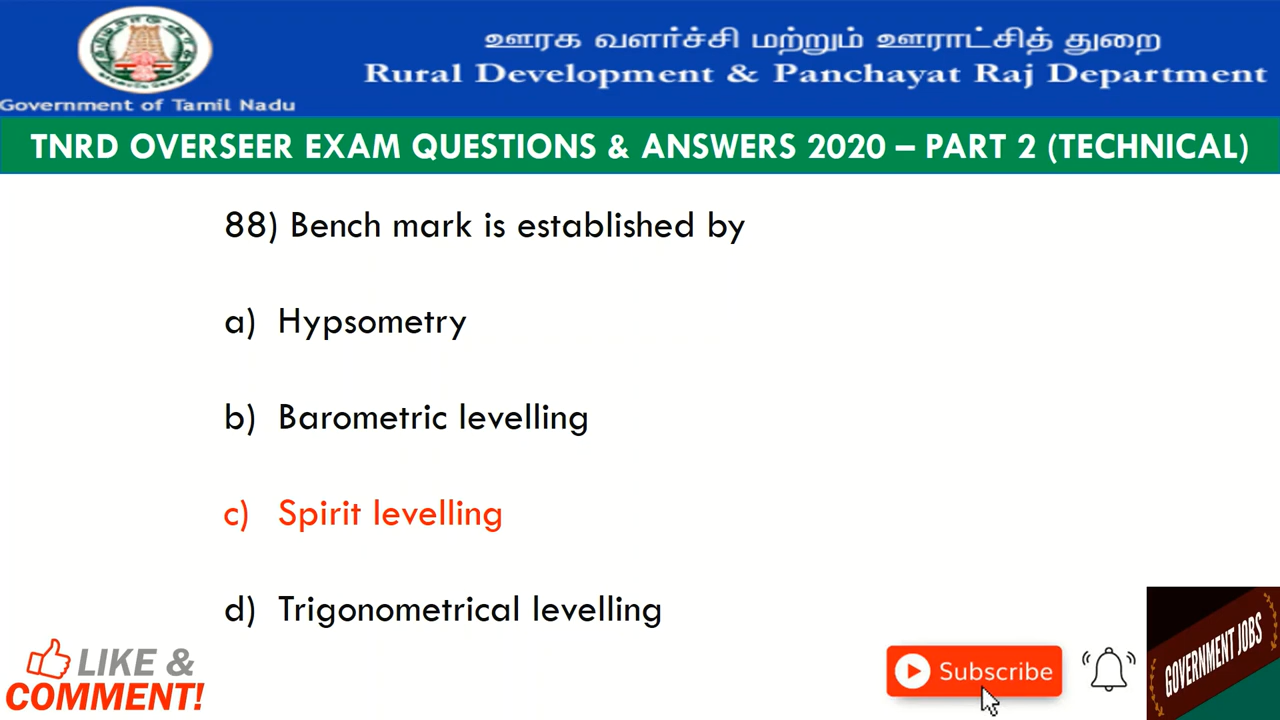 ஊரக வளர்ச்சி மற்றும் ஊராட்சித் துறை
Rural Development & Panchayat Raj Department
Government of Tamil Nadu
TNRD OVERSEER EXAM QUESTIONS & ANSWERS 2020 – PART 2 (TECHNICAL)
88) Bench mark is established by
a) Hypsometry
b) Barometric levelling
c) Spirit levelling
d) Trigonometrical levelling
LIKE &
COMMENT!
Subscribe
GOVERNMENT JOBS